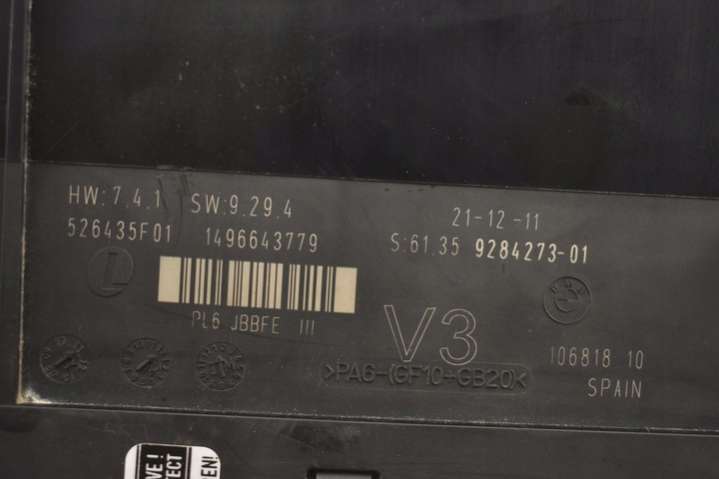 HW:7.4.1 SW:9.29.4
21-12-11
526435F01 1496643779
S:61.35 9284273-01
PL6 JBBFE III
V3
106818 10
>PA6-(GF10+GB20)<
SPAIN